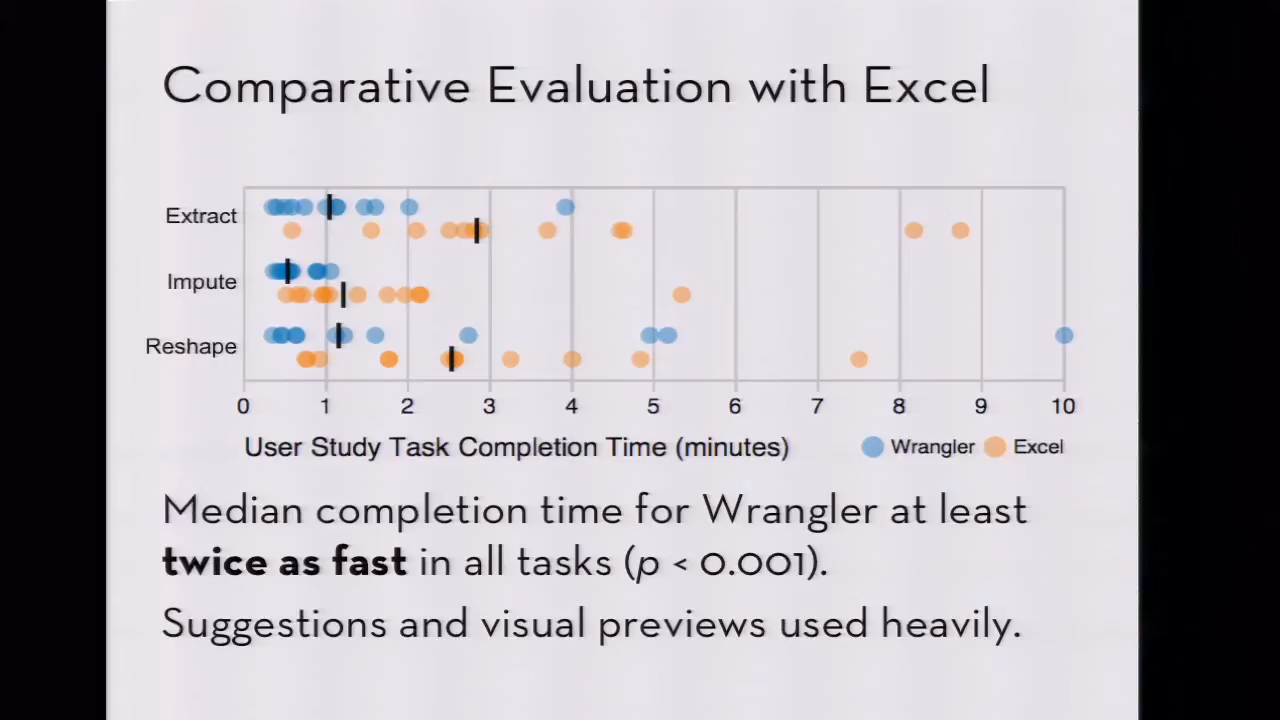 Comparative Evaluation with Excel
Extract
Impute
Reshape
0 1 2 3 4 5 6 7 8 9 10
User Study Task Completion Time (minutes)
Wrangler Excel
Median completion time for Wrangler at least
twice as fast in all tasks (p < 0.001).
Suggestions and visual previews used heavily.